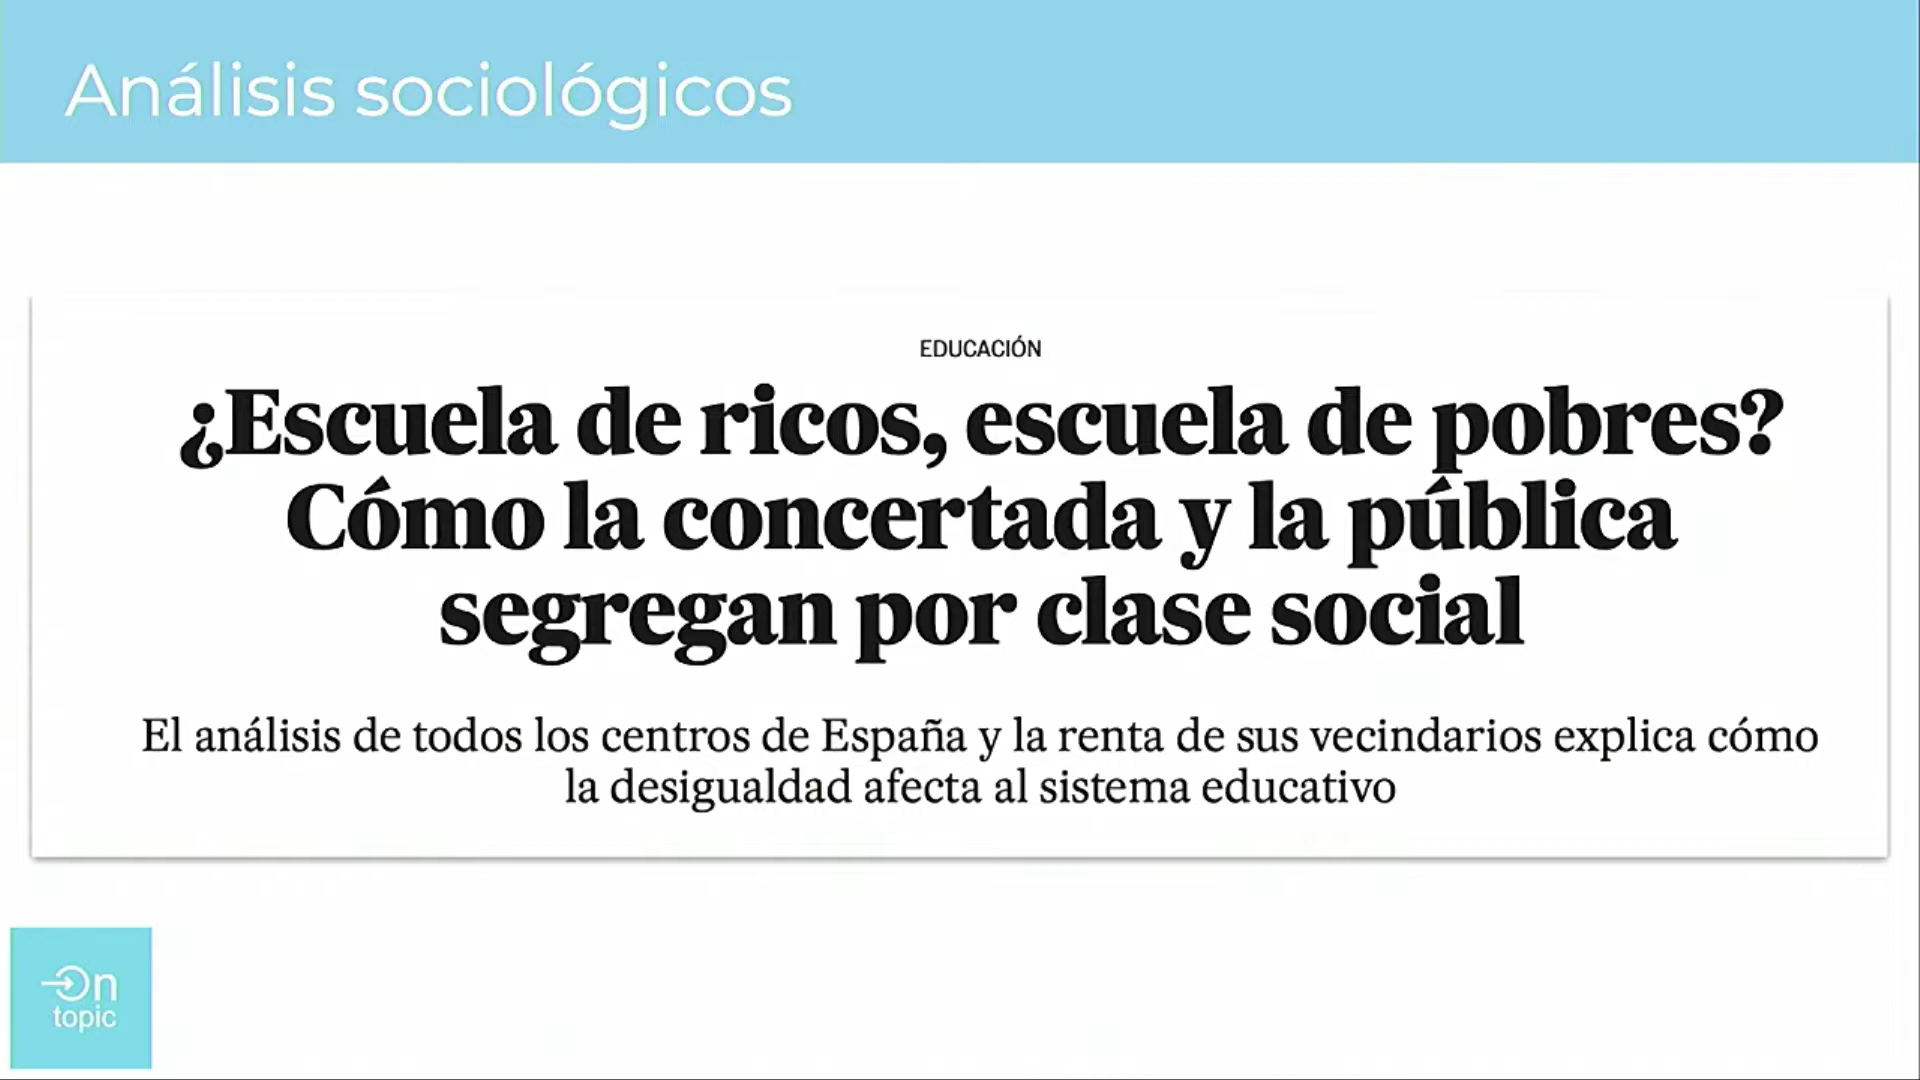 Análisis sociológicos
EDUCACIÓN
¿Escuela de ricos, escuela de pobres?
Cómo la concertada y la pública
segregan por clase social
El análisis de todos los centros de España y la renta de sus vecindarios explica cómo
la desigualdad afecta al sistema educativo
On
topic